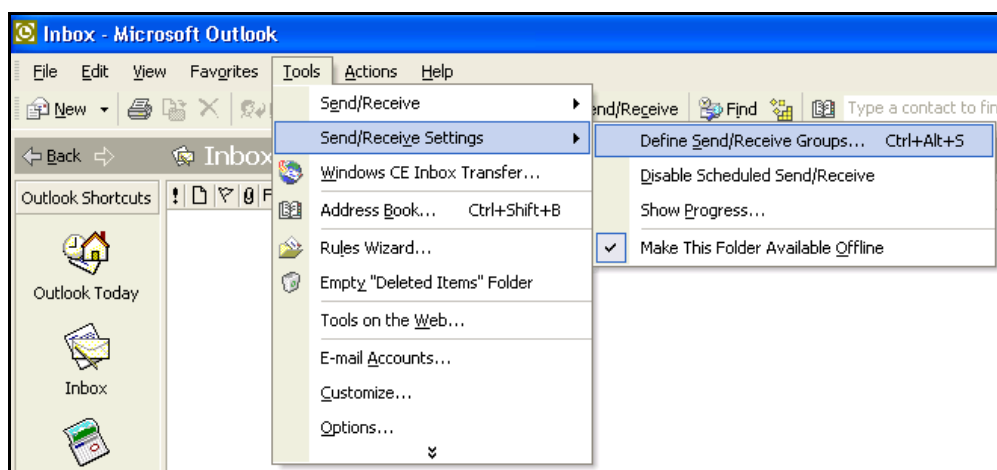 Inbox - Microsoft Outlook
File Edit View Favorites Tools Actions Help
New Send/Receive Find Type a contact to fin
Back Inbox
Outlook Shortcuts
Outlook Today
Inbox
Send/Receive
Send/Receive Settings
Windows CE Inbox Transfer...
Address Book... Ctrl+Shift+B
Rules Wizard...
Empty "Deleted Items" Folder
Tools on the Web...
E-mail Accounts...
Customize...
Options...
Define Send/Receive Groups... Ctrl+Alt+S
Disable Scheduled Send/Receive
Show Progress...
Make This Folder Available Offline